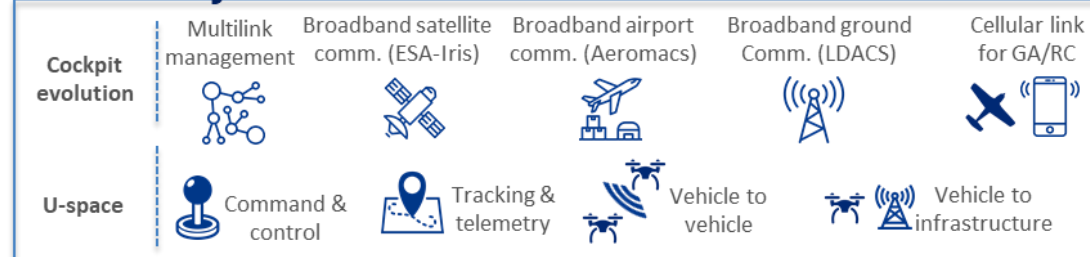 Multilink
management
Broadband satellite
comm. (ESA-Iris)
Broadband airport
comm. (Aeromacs)
Broadband ground
Comm. (LDACS)
Cellular link
for GA/RC
Cockpit
evolution
U-space
Command &
control
Tracking &
telemetry
Vehicle to
vehicle
Vehicle to
infrastructure